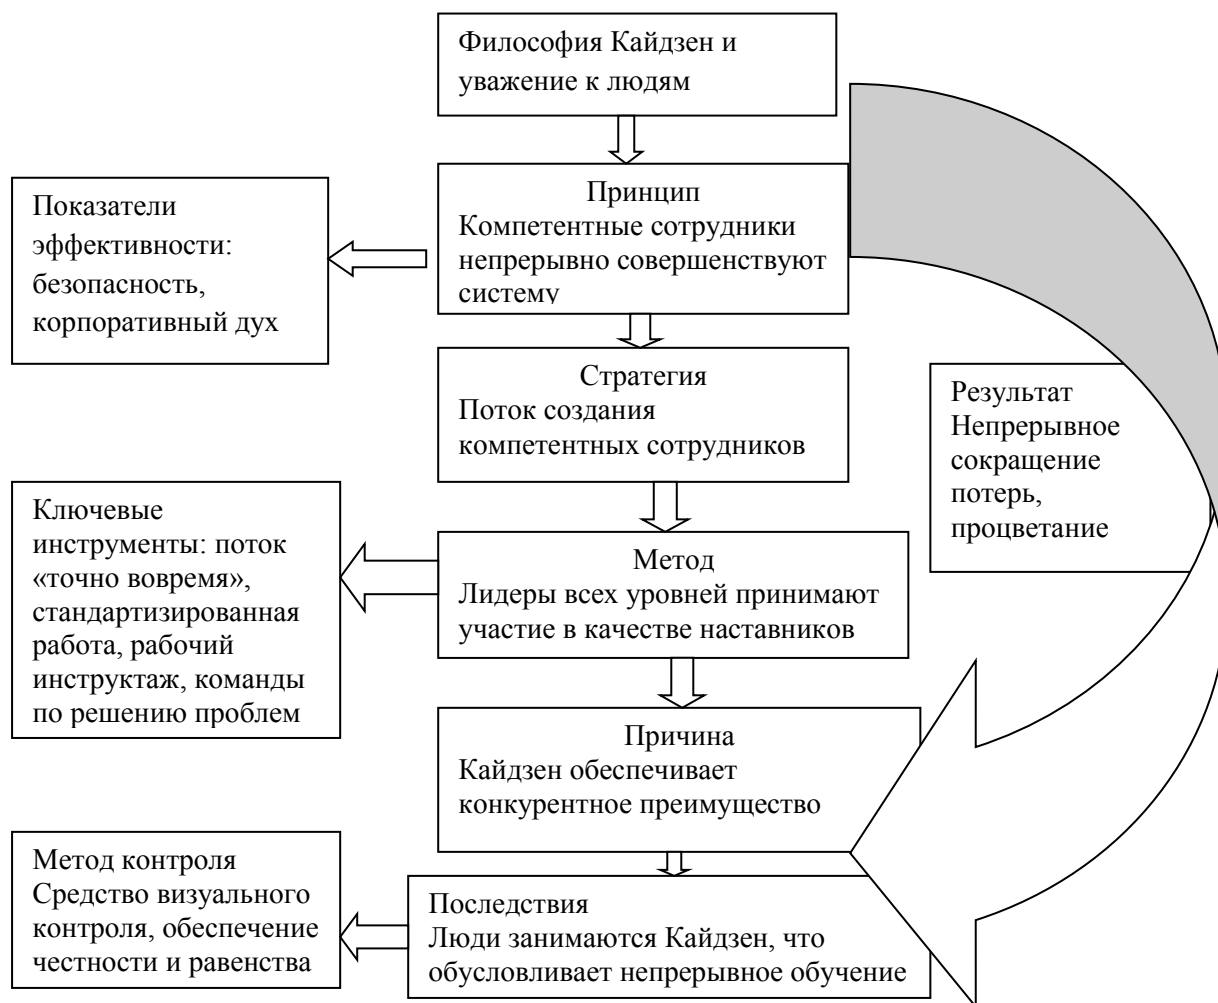 Философия Кайдзен и
уважение к людям
Принцип
Компетентные сотрудники
непрерывно совершенствуют
систему
Показатели
эффективности:
безопасность,
корпоративный дух
Стратегия
Поток создания
компетентных сотрудников
Результат
Непрерывное
сокращение
потерь,
процветание
Ключевые
инструменты: поток
«точно вовремя»,
стандартизированная
работа, рабочий
инструктаж, команды
по решению проблем
Метод
Лидеры всех уровней принимают
участие в качестве наставников
Причина
Кайдзен обеспечивает
конкурентное преимущество
Метод контроля
Средство визуального
контроля, обеспечение
честности и равенства
Последствия
Люди занимаются Кайдзен, что
обусловливает непрерывное обучение